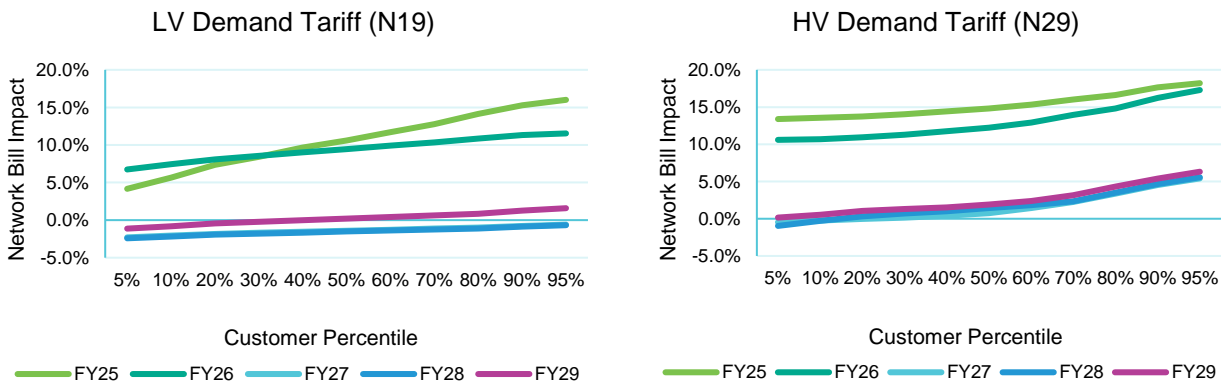 LV Demand Tariff (N19)
Network Bill Impact
20.0%
15.0%
10.0%
5.0%
0.0%
-5.0%
5% 10% 20% 30% 40% 50% 60% 70% 80% 90% 95%
Customer Percentile
FY25 FY26 FY27 FY28 FY29
HV Demand Tariff (N29)
Network Bill Impact
20.0%
15.0%
10.0%
5.0%
0.0%
-5.0%
5% 10% 20% 30% 40% 50% 60% 70% 80% 90% 95%
Customer Percentile
FY25 FY26 FY27 FY28 FY29